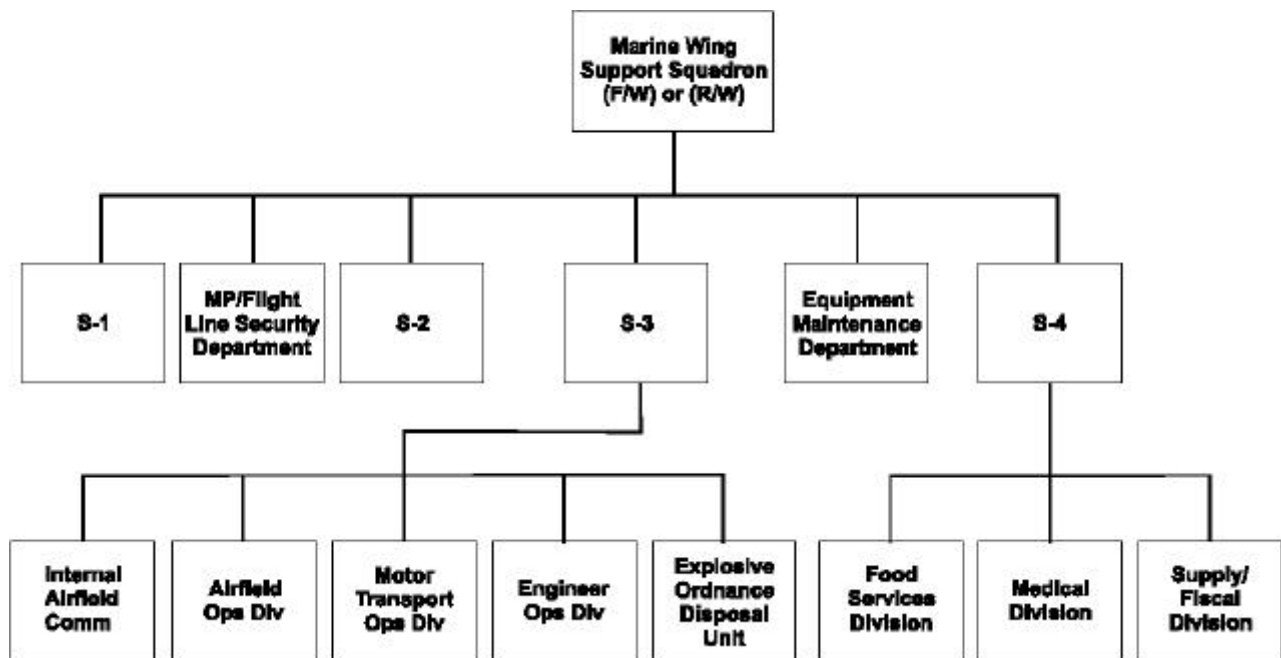 Marine Wing
Support Squadron
(F/W) or (R/W)
S-1
MP/Flight
Line Security
Department
S-2
S-3
Equipment
Maintenance
Department
S-4
Internal
Airfield
Comm
Airfield
Ops Div
Motor
Transport
Ops Div
Engineer
Ops Div
Explosive
Ordnance
Disposal
Unit
Food
Services
Division
Medical
Division
Supply/
Fiscal
Division